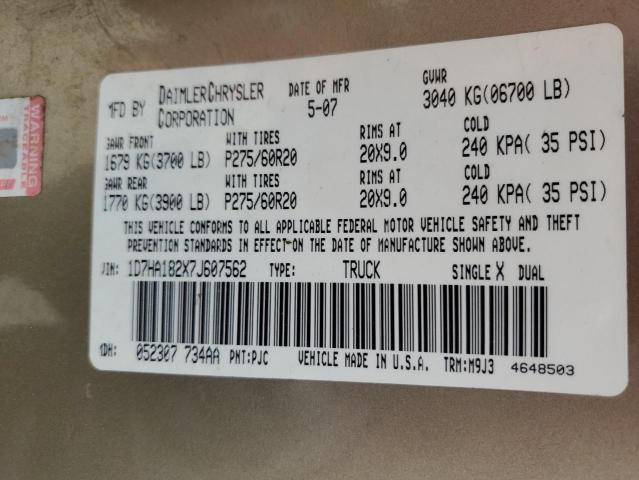 MFD BY DAIMLERCHRYSLER CORPORATION DATE OF MFR 5-07 GVWR 3040 KG(06700 LB)
GAWR FRONT WITH TIRES RIMS AT COLD
1679 KG(3700 LB) P275/60R20 20X9.0 240 KPA( 35 PSI)
GAWR REAR WITH TIRES RIMS AT COLD
1770 KG(3900 LB) P275/60R20 20X9.0 240 KPA( 35 PSI)
THIS VEHICLE CONFORMS TO ALL APPLICABLE FEDERAL MOTOR VEHICLE SAFETY AND THEFT
PREVENTION STANDARDS IN EFFECT ON THE DATE OF MANUFACTURE SHOWN ABOVE.
VIN: 1D7HA182X7J607562 TYPE: TRUCK SINGLE X DUAL
MDH: 052307 734AA PNT:PJC VEHICLE MADE IN U.S.A. TRM:M9J3 4648503
WARNING
TRACEABLE